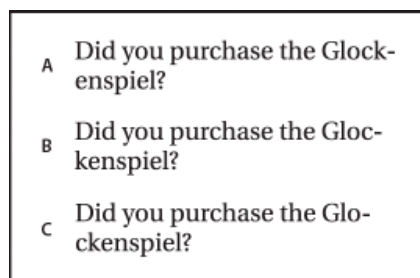 A Did you purchase the Glock-
enspiel?
B Did you purchase the Gloc-
kenspiel?
C Did you purchase the Glo-
ckenspiel?